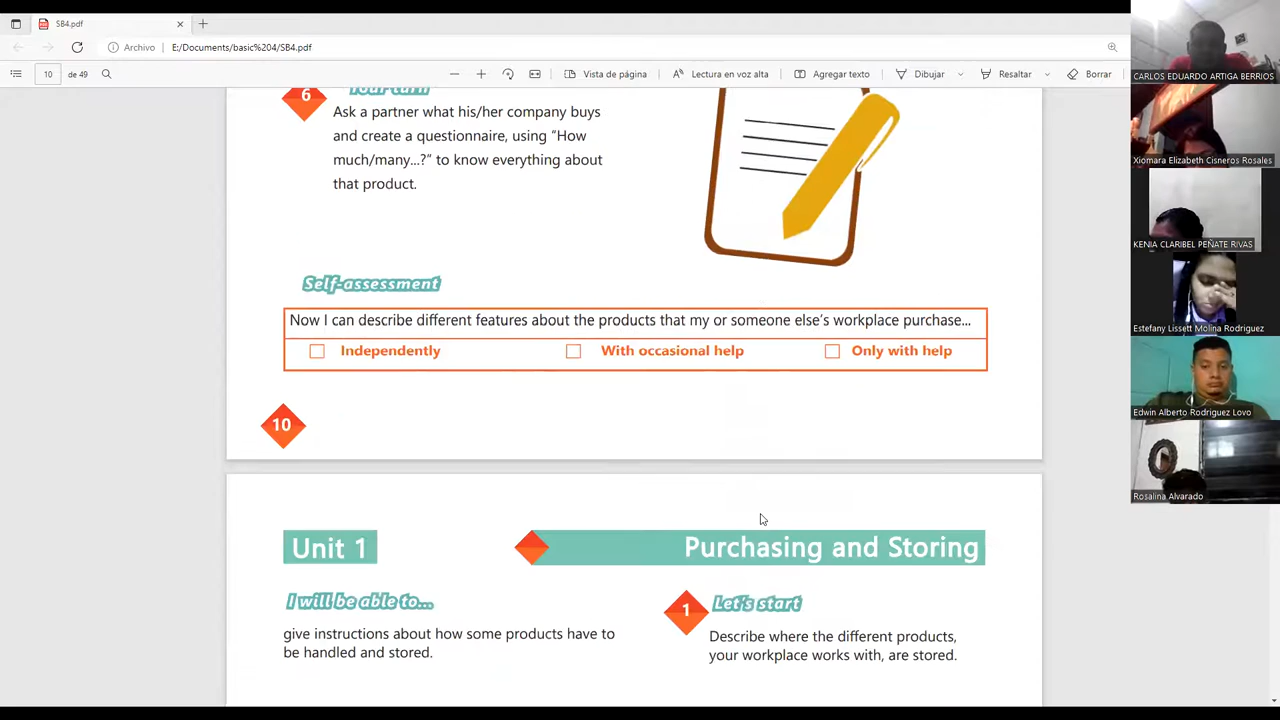 SB4.pdf
Archivo
E:/Documents/basic%204/SB4.pdf
10
de 49
Vista de página
Lectura en voz alta
Agregar texto
Dibujar
Resaltar
Borrar
6
Your turn
Ask a partner what his/her company buys
and create a questionnaire, using “How
much/many...?” to know everything about
that product.
Self-assessment
Now I can describe different features about the products that my or someone else’s workplace purchase...
Independently
With occasional help
Only with help
10
Unit 1
Purchasing and Storing
I will be able to...
give instructions about how some products have to
be handled and stored.
1
Let's start
Describe where the different products,
your workplace works with, are stored.
CARLOS EDUARDO ARTIGA BERRIOS
Xiomara Elizabeth Cisneros Rosales
KENIA CLARIBEL PEÑATE RIVAS
Estefany Lissett Molina Rodriguez
Edwin Alberto Rodriguez Lovo
Rosalina Alvarado